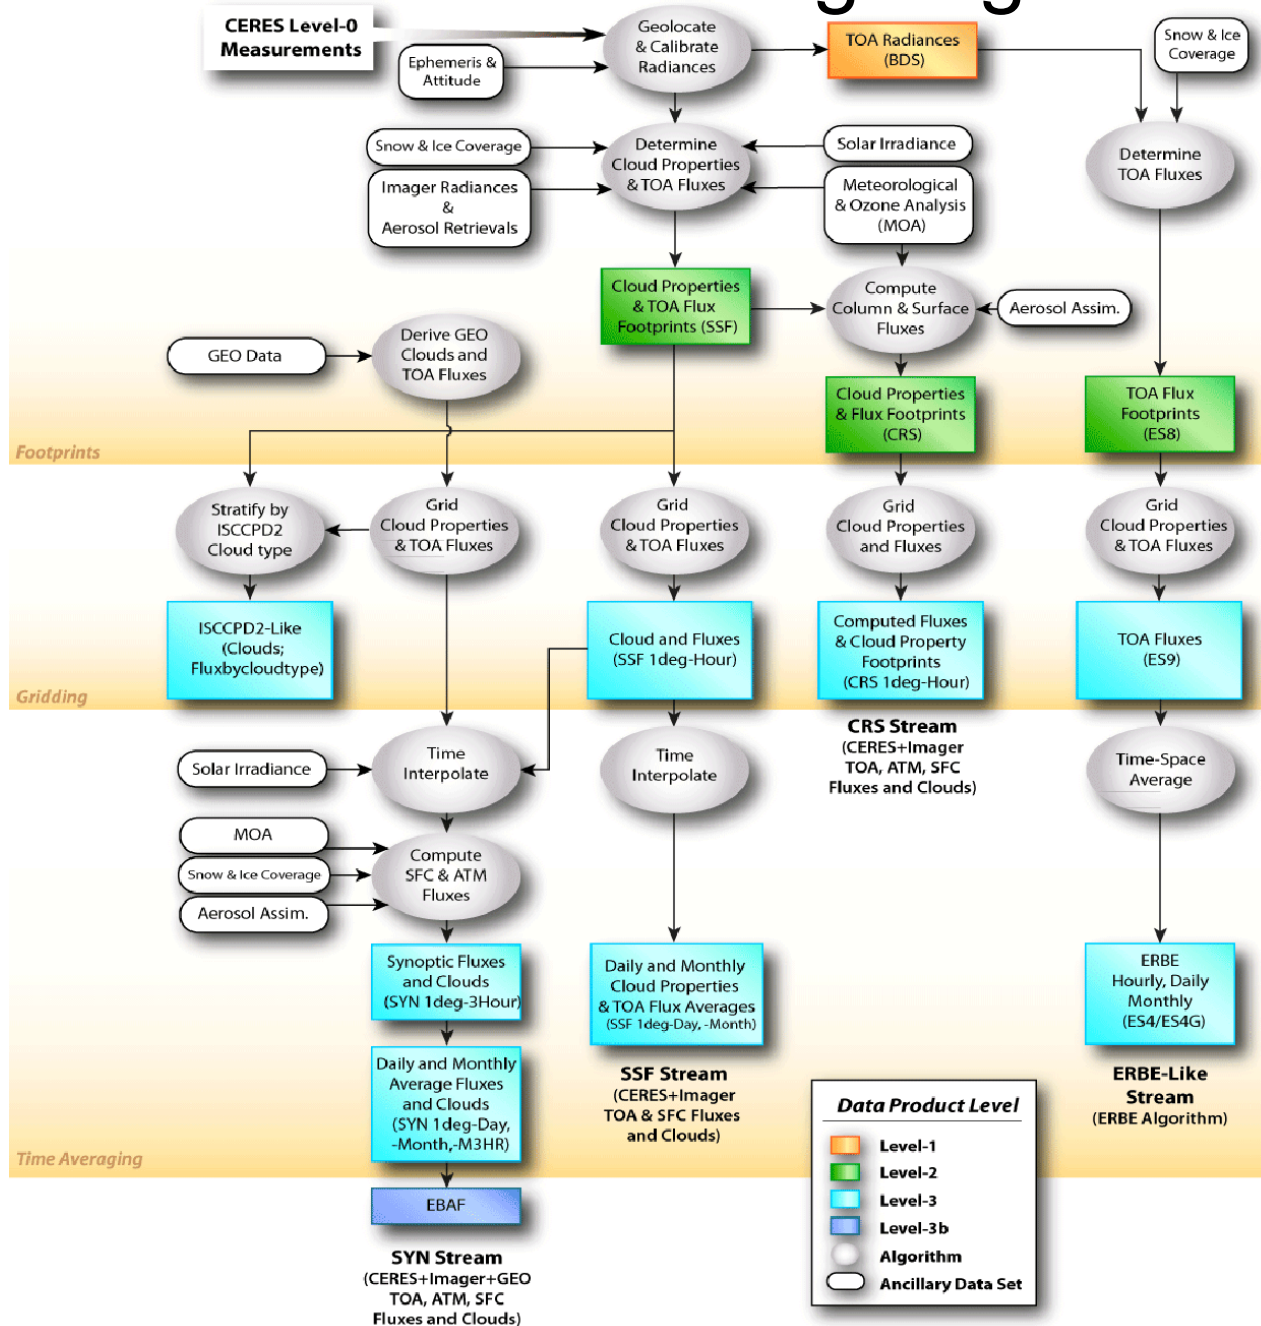 CERES Level-0
Measurements
Geolocate
& Calibrate
Radiances
TOA Radiances
(BDS)
Snow & Ice
Coverage
Ephemeris &
Attitude
Snow & Ice Coverage
Determine
Cloud Properties
& TOA Fluxes
Solar Irradiance
Determine
TOA Fluxes
Imager Radiances
&
Aerosol Retrievals
Meteorological
& Ozone Analysis
(MOA)
Cloud Properties
& TOA Flux
Footprints (SSF)
Compute
Column & Surface
Fluxes
Aerosol Assim.
GEO Data
Derive GEO
Clouds and
TOA Fluxes
Cloud Properties
& Flux Footprints
(CRS)
TOA Flux
Footprints
(ES8)
Footprints
Stratify by
ISCCPD2
Cloud type
Grid
Cloud Properties
& TOA Fluxes
Grid
Cloud Properties
& TOA Fluxes
Grid
Cloud Properties
and Fluxes
Grid
Cloud Properties
& TOA Fluxes
ISCCPD2-Like
(Clouds;
Fluxbycloudtype)
Cloud and Fluxes
(SSF 1deg-Hour)
Computed Fluxes
& Cloud Property
Footprints
(CRS 1deg-Hour)
TOA Fluxes
(ES9)
Gridding
CRS Stream
(CERES+Imager
TOA, ATM, SFC
Fluxes and Clouds)
Solar Irradiance
Time
Interpolate
Time
Interpolate
Time-Space
Average
MOA
Snow & Ice Coverage
Aerosol Assim.
Compute
SFC & ATM
Fluxes
Synoptic Fluxes
and Clouds
(SYN 1deg-3Hour)
Daily and Monthly
Cloud Properties
& TOA Flux Averages
(SSF 1deg-Day, -Month)
ERBE
Hourly, Daily
Monthly
(ES4/ES4G)
Daily and Monthly
Average Fluxes
and Clouds
(SYN 1deg-Day,
-Month,-M3HR)
SSF Stream
(CERES+Imager
TOA & SFC Fluxes
and Clouds)
ERBE-Like
Stream
(ERBE Algorithm)
Time Averaging
EBAF
SYN Stream
(CERES+Imager+GEO
TOA, ATM, SFC
Fluxes and Clouds)
Data Product Level
Level-1
Level-2
Level-3
Level-3b
Algorithm
Ancillary Data Set